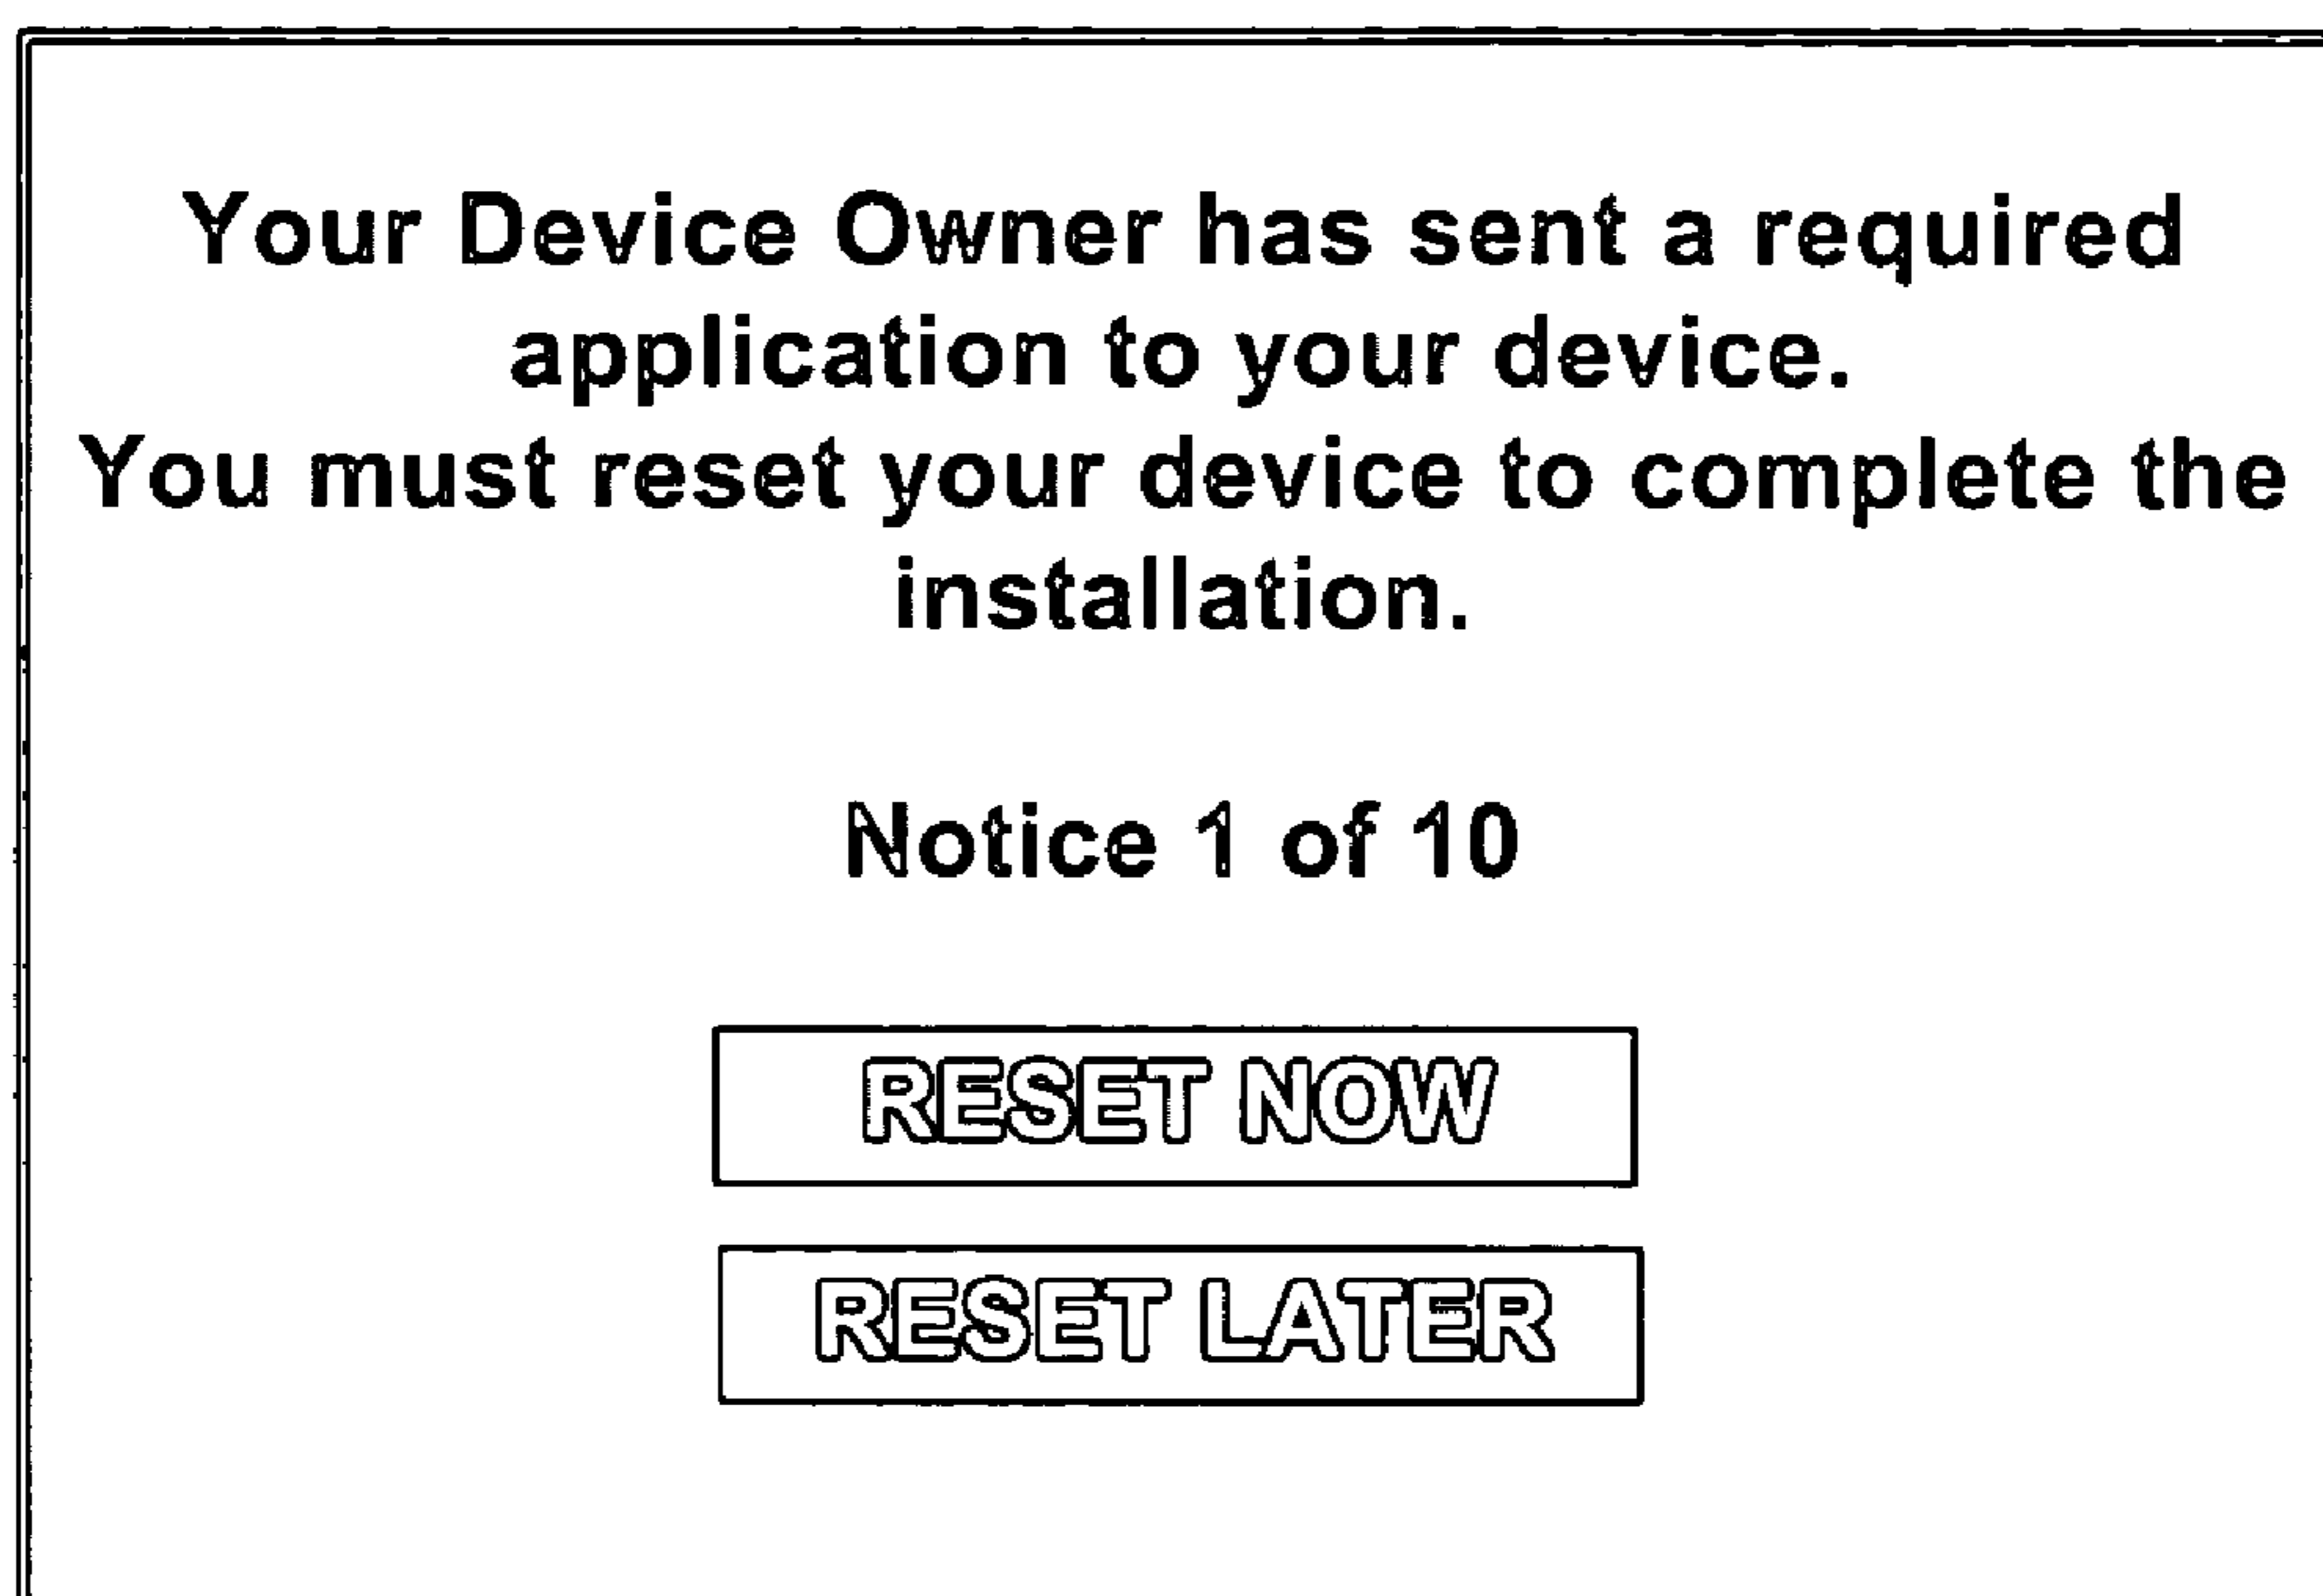 Your Device Owner has sent a required
application to your device.
You must reset your device to complete the
installation.
Notice 1 of 10
RESET NOW
RESET LATER